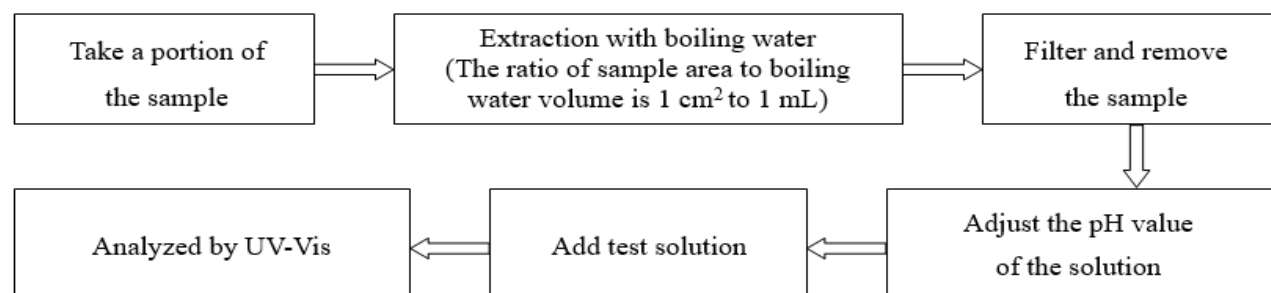 Take a portion of
the sample
Extraction with boiling water
(The ratio of sample area to boiling
water volume is 1 cm² to 1 mL)
Filter and remove
the sample
Adjust the pH value
of the solution
Add test solution
Analyzed by UV-Vis